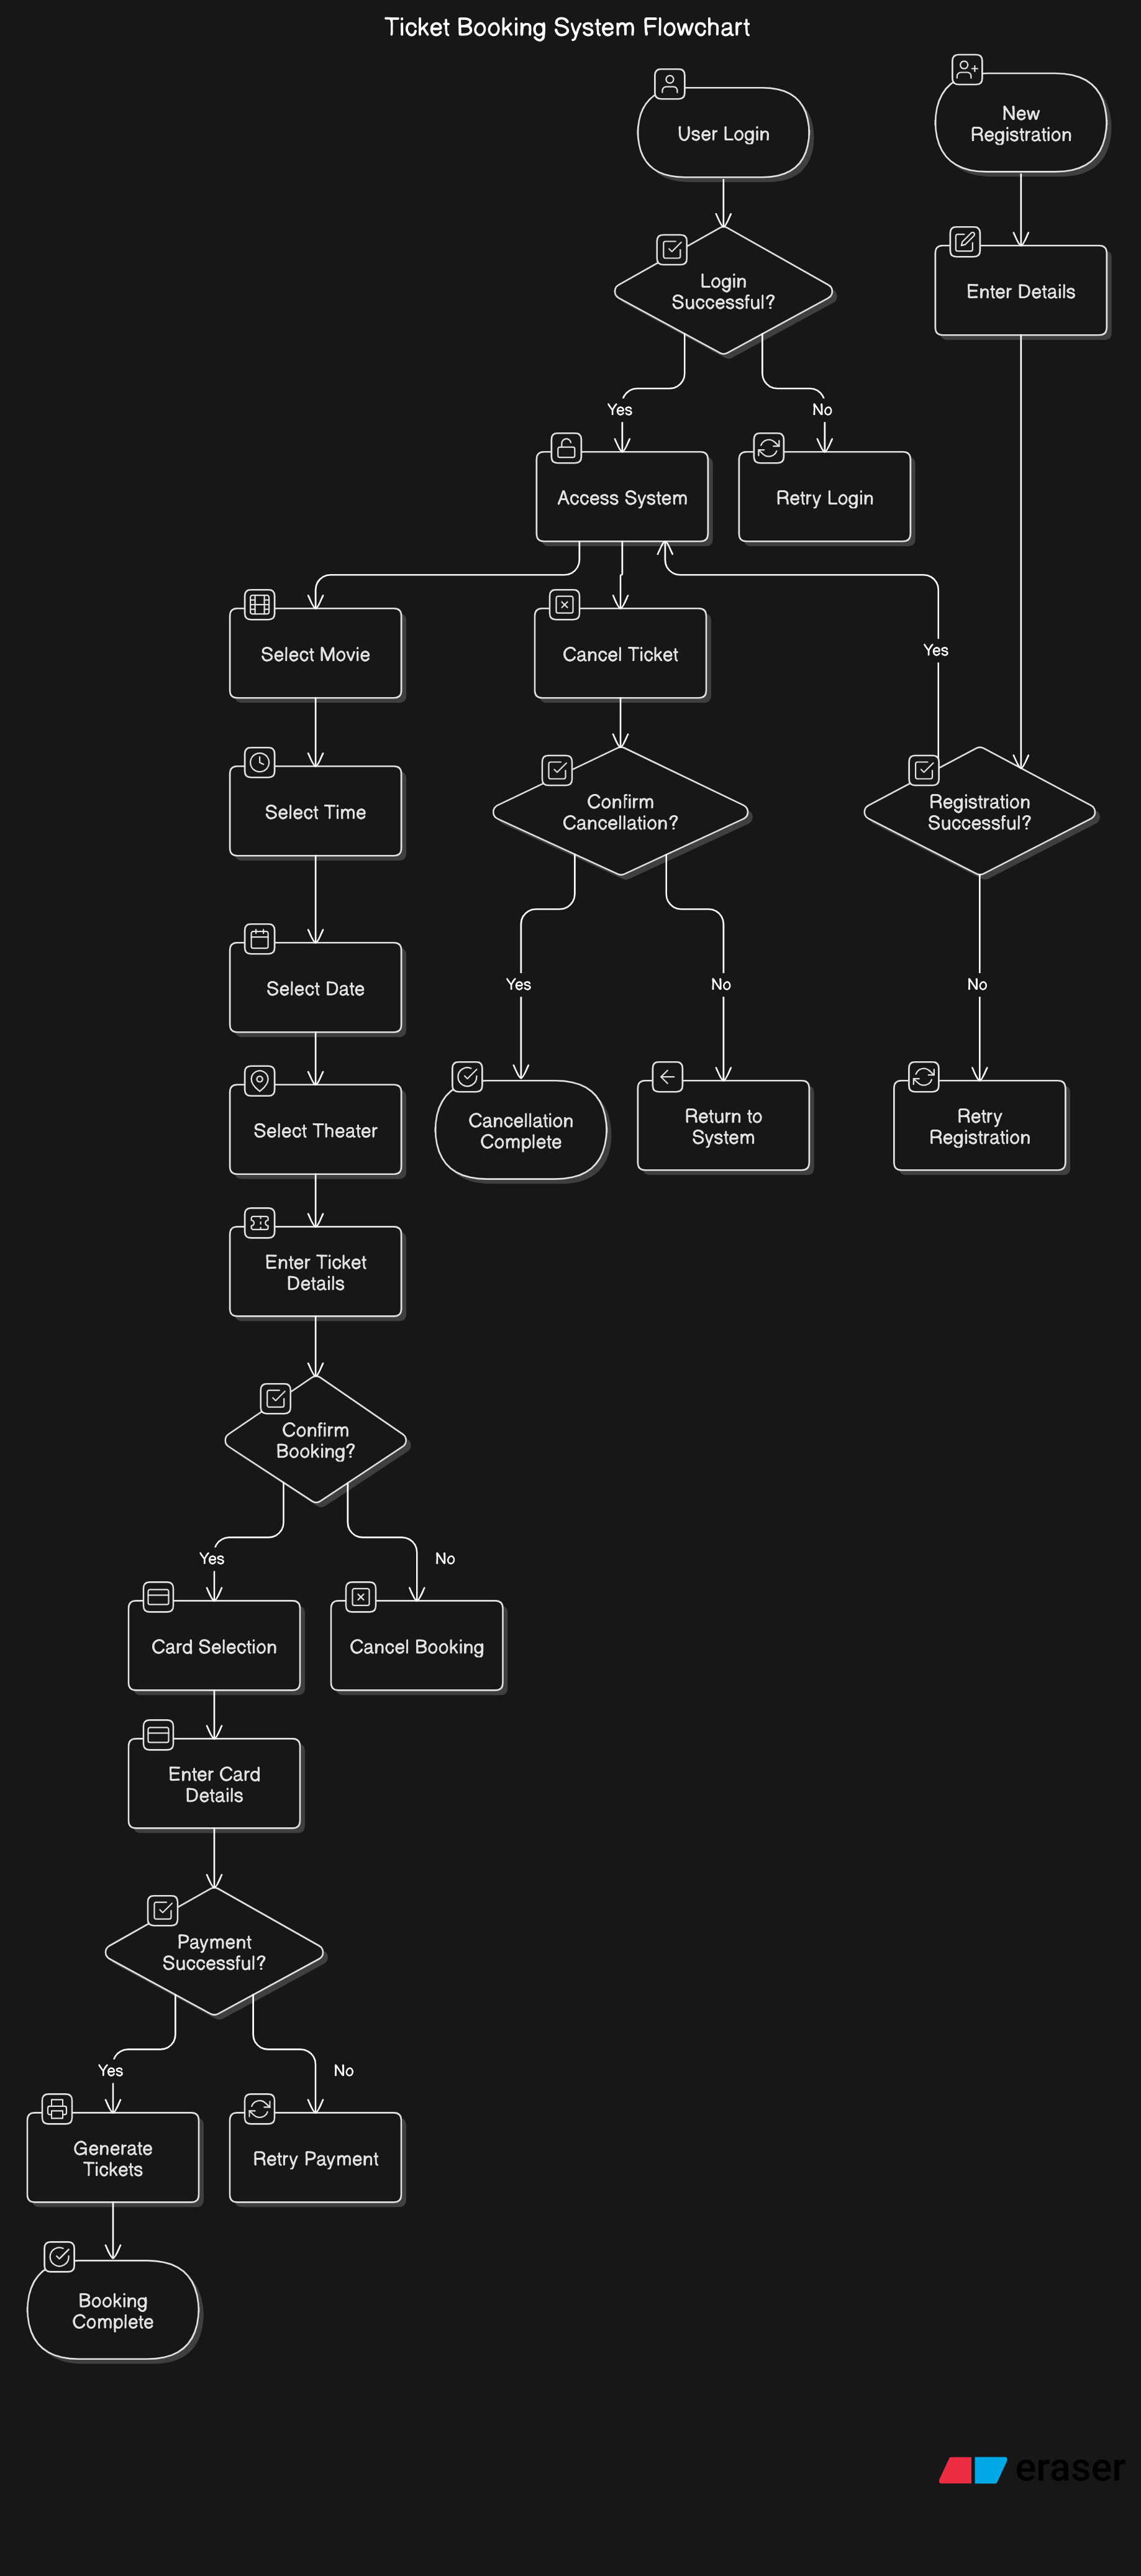 Ticket Booking System Flowchart
User Login
New
Registration
Login
Successful?
Enter Details
Yes
No
Access System
Retry Login
Select Movie
Cancel Ticket
Yes
Select Time
Confirm
Cancellation?
Registration
Successful?
Select Date
Yes
No
No
Select Theater
Cancellation
Complete
Return to
System
Retry
Registration
Enter Ticket
Details
Confirm
Booking?
Yes
No
Card Selection
Cancel Booking
Enter Card
Details
Payment
Successful?
Yes
No
Generate
Tickets
Retry Payment
Booking
Complete
eraser